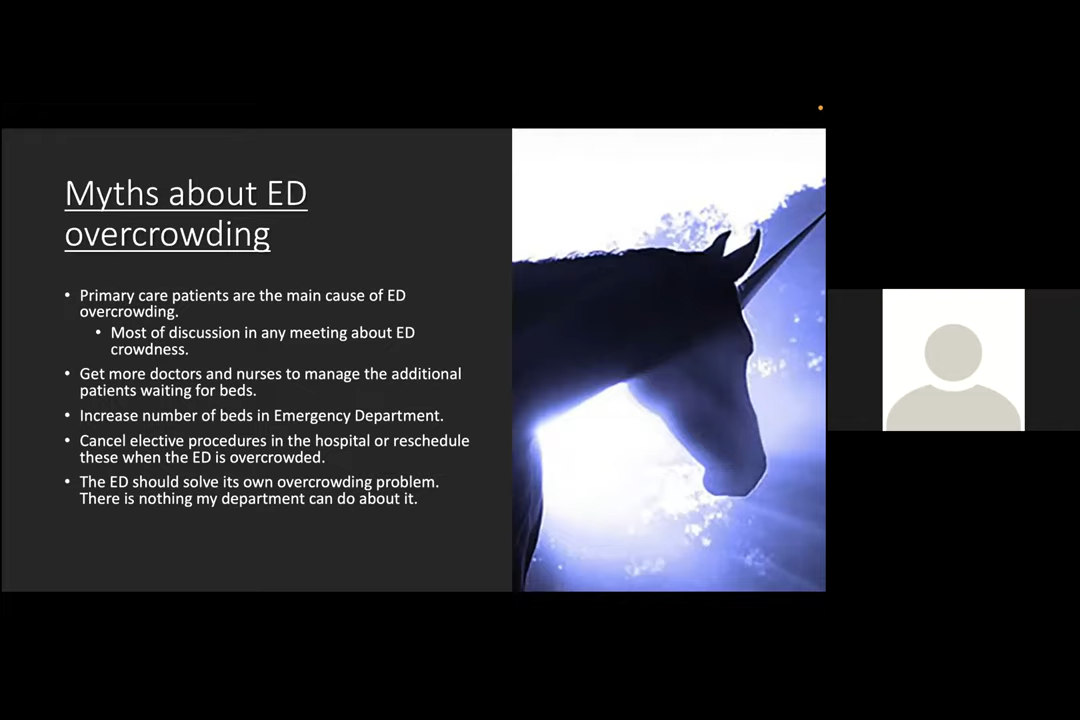 Myths about ED
overcrowding
• Primary care patients are the main cause of ED
overcrowding.
• Most of discussion in any meeting about ED
crowdness.
• Get more doctors and nurses to manage the additional
patients waiting for beds.
• Increase number of beds in Emergency Department.
• Cancel elective procedures in the hospital or reschedule
these when the ED is overcrowded.
• The ED should solve its own overcrowding problem.
There is nothing my department can do about it.